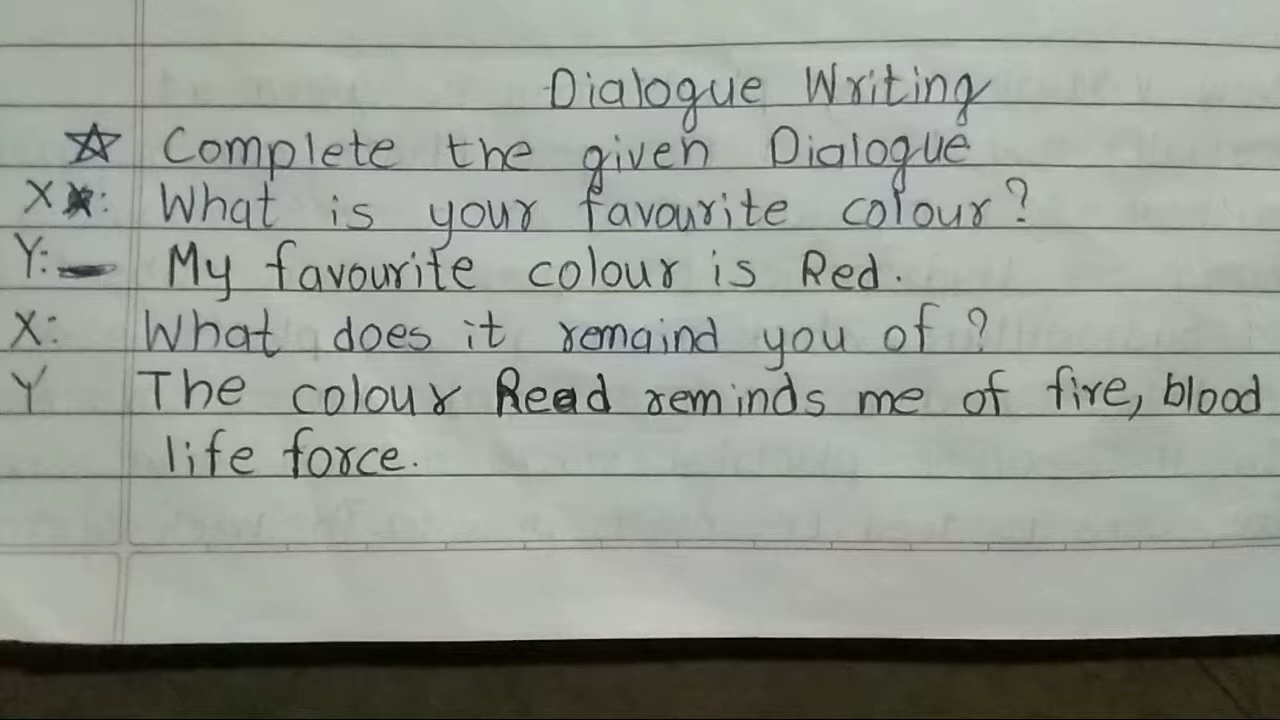 Dialogue Writing
☆ Complete the given Dialogue
X: What is your favourite colour?
Y:- My favourite colour is Red.
X: What does it remaind you of?
Y The colour Read reminds me of fire, blood
life force.